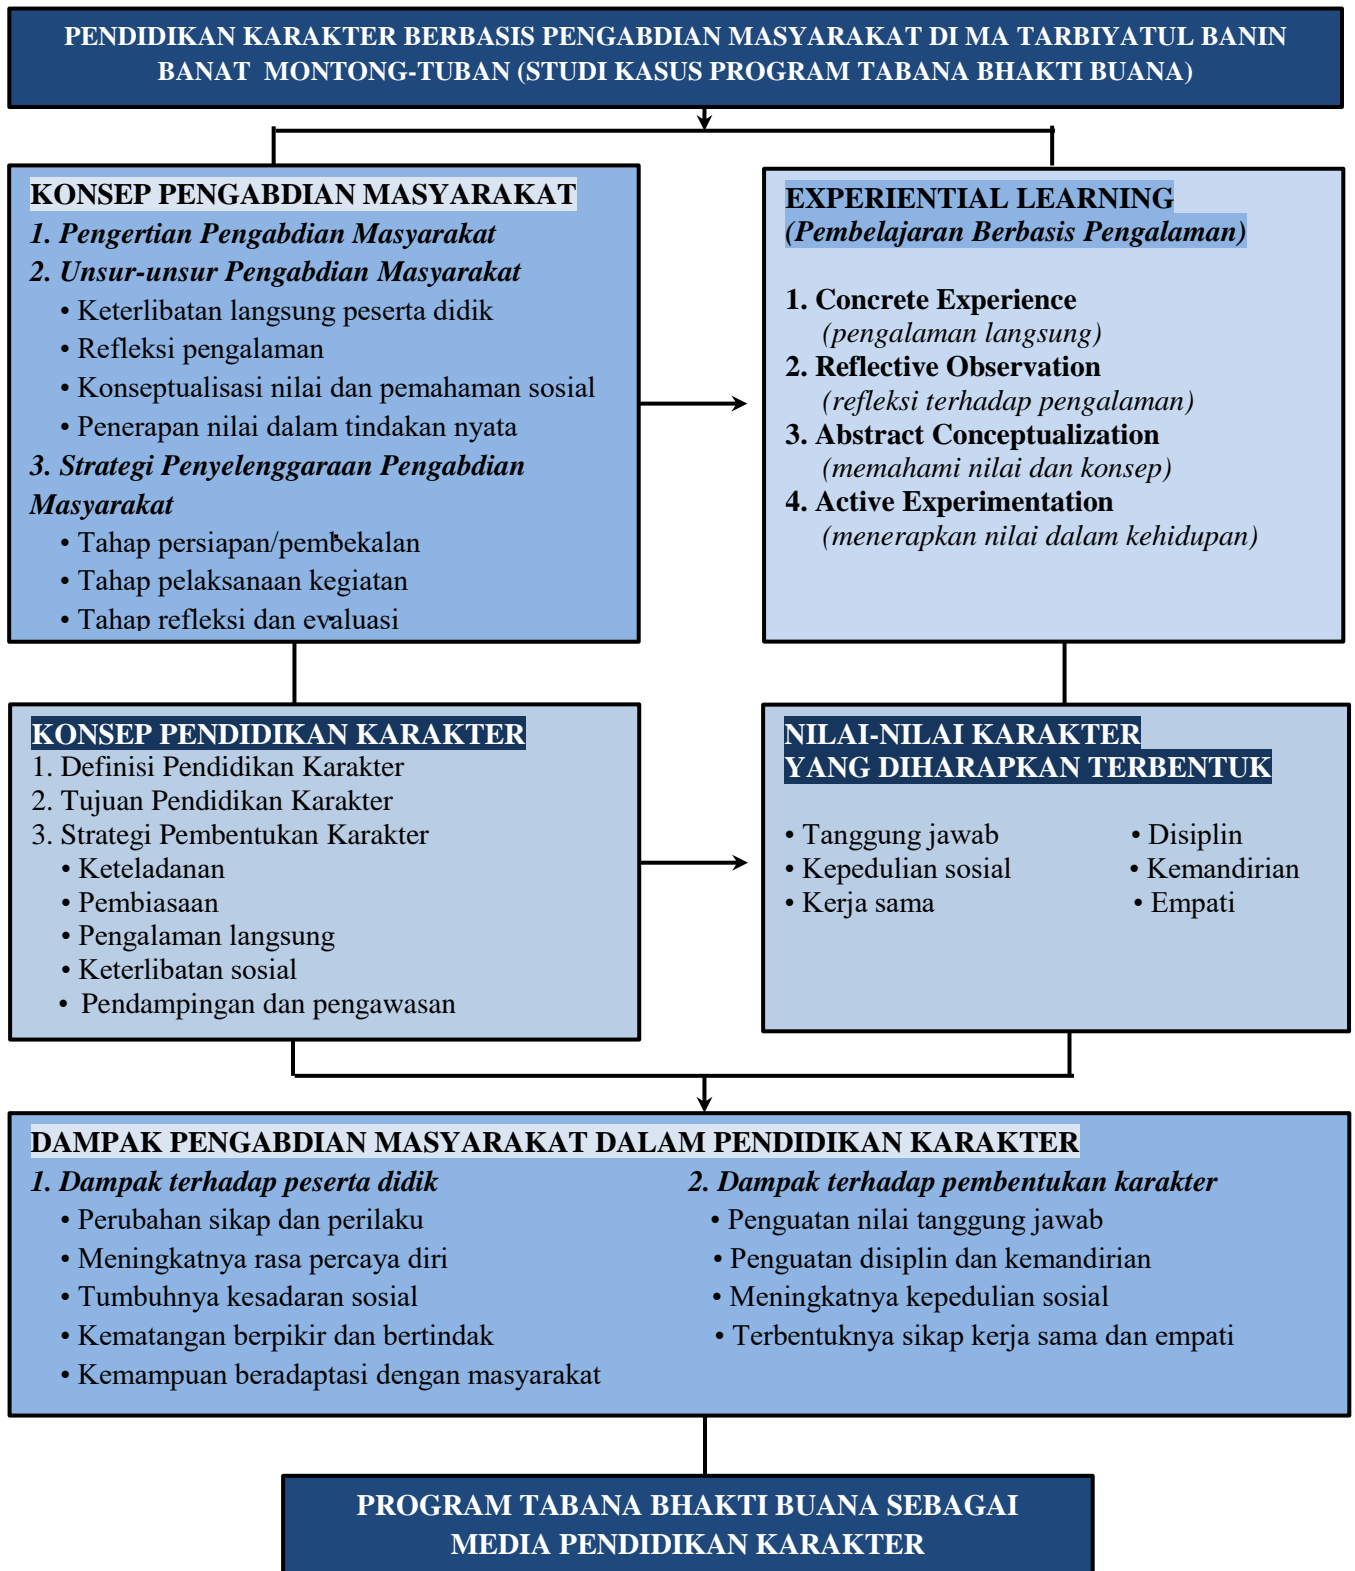 PENDIDIKAN KARAKTER BERBASIS PENGABDIAN MASYARAKAT DI MA TARBIYATUL BANIN
BANAT MONTONG-TUBAN (STUDI KASUS PROGRAM TABANA BHAKTI BUANA)
KONSEP PENGABDIAN MASYARAKAT
1. Pengertian Pengabdian Masyarakat
2. Unsur-unsur Pengabdian Masyarakat
• Keterlibatan langsung peserta didik
• Refleksi pengalaman
• Konseptualisasi nilai dan pemahaman sosial
• Penerapan nilai dalam tindakan nyata
3. Strategi Penyelenggaraan Pengabdian
Masyarakat
• Tahap persiapan/pembekalan
• Tahap pelaksanaan kegiatan
• Tahap refleksi dan evaluasi
EXPERIENTIAL LEARNING
(Pembelajaran Berbasis Pengalaman)
1. Concrete Experience
(pengalaman langsung)
2. Reflective Observation
(refleksi terhadap pengalaman)
3. Abstract Conceptualization
(memahami nilai dan konsep)
4. Active Experimentation
(menerapkan nilai dalam kehidupan)
KONSEP PENDIDIKAN KARAKTER
1. Definisi Pendidikan Karakter
2. Tujuan Pendidikan Karakter
3. Strategi Pembentukan Karakter
• Keteladanan
• Pembiasaan
• Pengalaman langsung
• Keterlibatan sosial
• Pendampingan dan pengawasan
NILAI-NILAI KARAKTER
YANG DIHARAPKAN TERBENTUK
• Tanggung jawab • Disiplin
• Kepedulian sosial • Kemandirian
• Kerja sama • Empati
DAMPAK PENGABDIAN MASYARAKAT DALAM PENDIDIKAN KARAKTER
1. Dampak terhadap peserta didik
• Perubahan sikap dan perilaku
• Meningkatnya rasa percaya diri
• Tumbuhnya kesadaran sosial
• Kematangan berpikir dan bertindak
• Kemampuan beradaptasi dengan masyarakat
2. Dampak terhadap pembentukan karakter
• Penguatan nilai tanggung jawab
• Penguatan disiplin dan kemandirian
• Meningkatnya kepedulian sosial
• Terbentuknya sikap kerja sama dan empati
PROGRAM TABANA BHAKTI BUANA SEBAGAI
MEDIA PENDIDIKAN KARAKTER